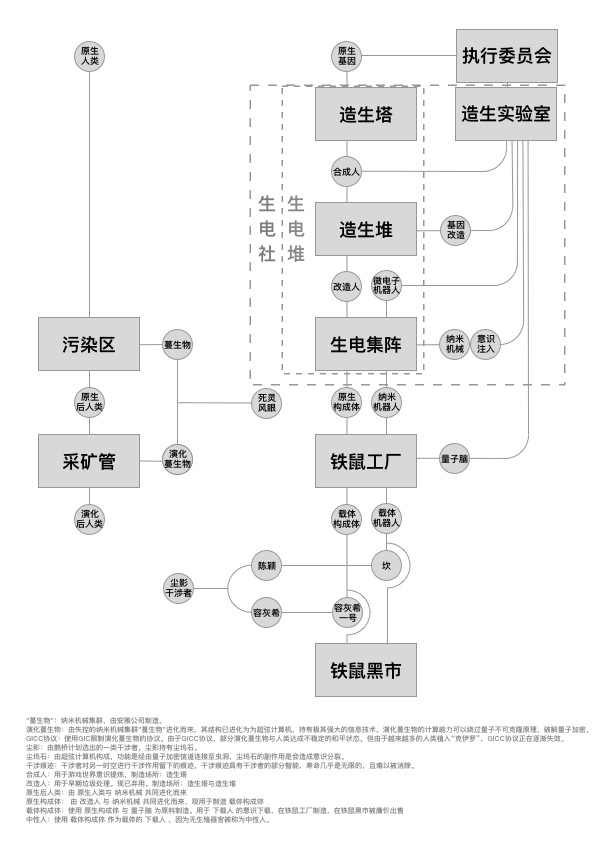 原生
人类
原生
基因
执行委员会
造生塔
造生实验室
合成人
生 生
电 电
社 堆
造生堆
基因
改造
改造人
微电子
机器人
污染区
蔓生物
生电集阵
纳米
机械
意识
注入
原生
后人类
死灵
风眼
原生
构成体
纳米
机器人
采矿管
演化
蔓生物
铁鼠工厂
量子脑
演化
后人类
载体
构成体
载体
机器人
陈颖
坎
尘影
干涉者
容灰希
容灰希
一号
铁鼠黑市
"蔓生物"：纳米机械集群，由安雅公司制造。
演化蔓生物：由失控的纳米机械集群"蔓生物"进化而来，其结构已进化为为超弦计算机，持有极其强大的信息技术。演化蔓生物的计算能力可以绕过量子不可克隆原理，破解量子加密。
GICC协议：使用GIC限制演化蔓生物的协议。由于GICC协议，部分演化蔓生物与人类达成不稳定的和平状态。但由于越来越多的人类植入“克伊罗”，GICC协议正在逐渐失效。
尘影：由鹊桥计划选出的一类干涉者，尘影持有尘坞石。
尘坞石：由超弦计算机构成，功能是经由量子加密信道连接至虫洞，尘坞石的副作用是会造成意识分裂。
干涉痕迹：干涉者对另一时空进行干涉作用留下的痕迹，干涉痕迹具有干涉者的部分智能、寿命几乎是无限的，且难以被消除。
合成人：用于游戏世界意识提炼，制造场所：造生塔
改造人：用于早期垃圾处理，现已弃用。制造场所：造生塔与造生堆
原生后人类：由 原生人类与 纳米机械 共同进化而来
原生构成体： 由 改造人 与 纳米机械 共同进化而来，现用于制造 载体构成体
载体构成体：使用 原生构成体 与 量子脑 为原料制造。用于 下载人 的意识下载，在铁鼠工厂制造，在铁鼠黑市被廉价出售
中性人：使用 载体构成体 作为载体的 下载人 ，因为无生殖器官被称为中性人。